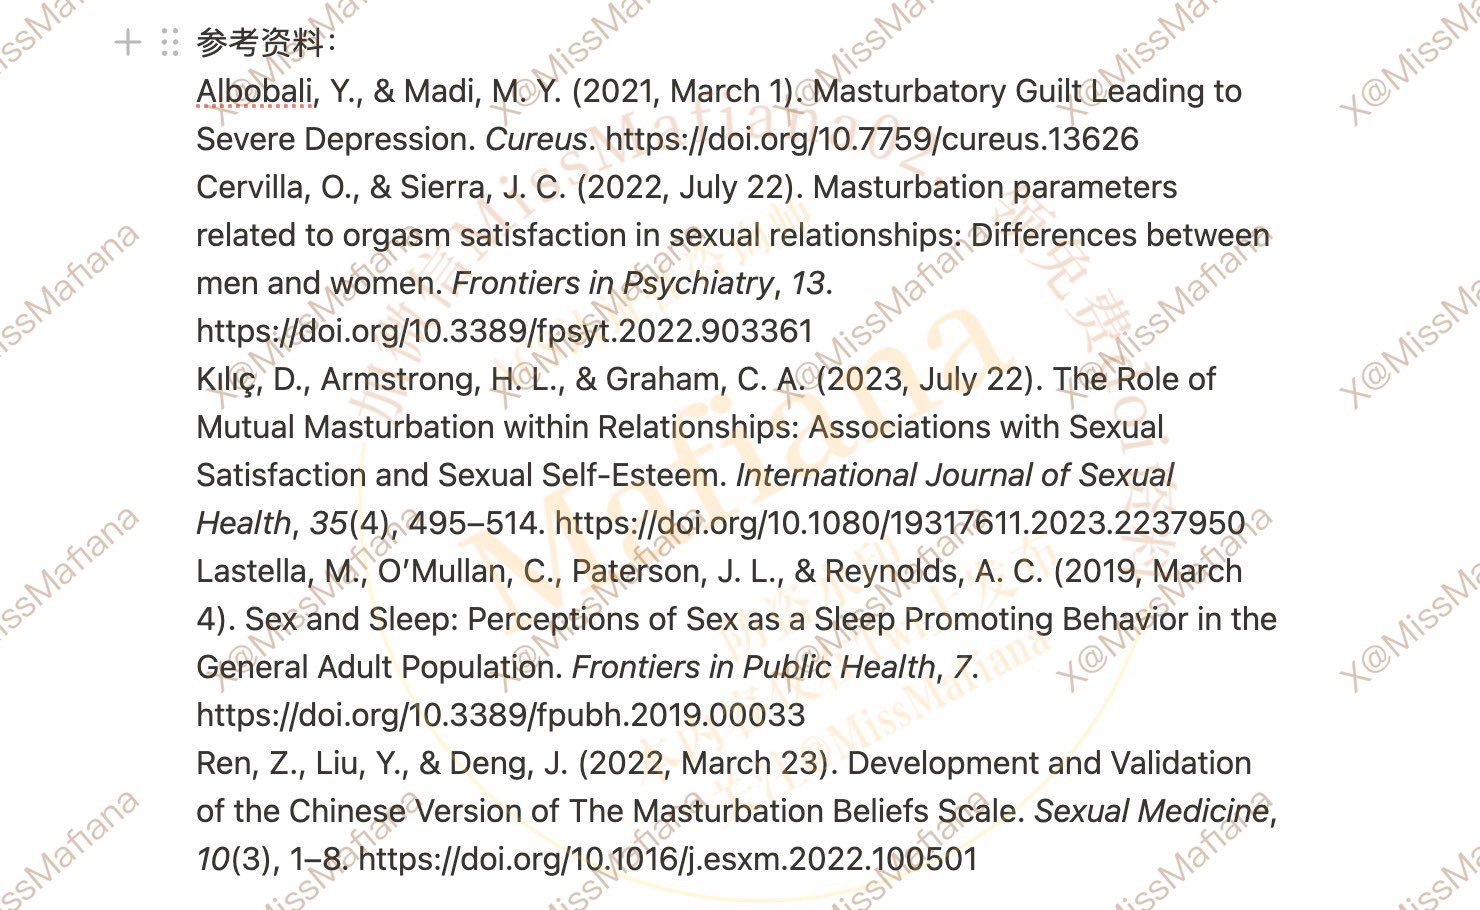 参考资料：
Albobali, Y., & Madi, M. Y. (2021, March 1). Masturbatory Guilt Leading to
Severe Depression. Cureus. https://doi.org/10.7759/cureus.13626
Cervilla, O., & Sierra, J. C. (2022, July 22). Masturbation parameters
related to orgasm satisfaction in sexual relationships: Differences between
men and women. Frontiers in Psychiatry, 13.
https://doi.org/10.3389/fpsyt.2022.903361
Kılıç, D., Armstrong, H. L., & Graham, C. A. (2023, July 22). The Role of
Mutual Masturbation within Relationships: Associations with Sexual
Satisfaction and Sexual Self-Esteem. International Journal of Sexual
Health, 35(4), 495–514. https://doi.org/10.1080/19317611.2023.2237950
Lastella, M., O’Mullan, C., Paterson, J. L., & Reynolds, A. C. (2019, March
4). Sex and Sleep: Perceptions of Sex as a Sleep Promoting Behavior in the
General Adult Population. Frontiers in Public Health, 7.
https://doi.org/10.3389/fpubh.2019.00033
Ren, Z., Liu, Y., & Deng, J. (2022, March 23). Development and Validation
of the Chinese Version of The Masturbation Beliefs Scale. Sexual Medicine,
10(3), 1–8. https://doi.org/10.1016/j.esxm.2022.100501
X@MissMafiana
Mafiana